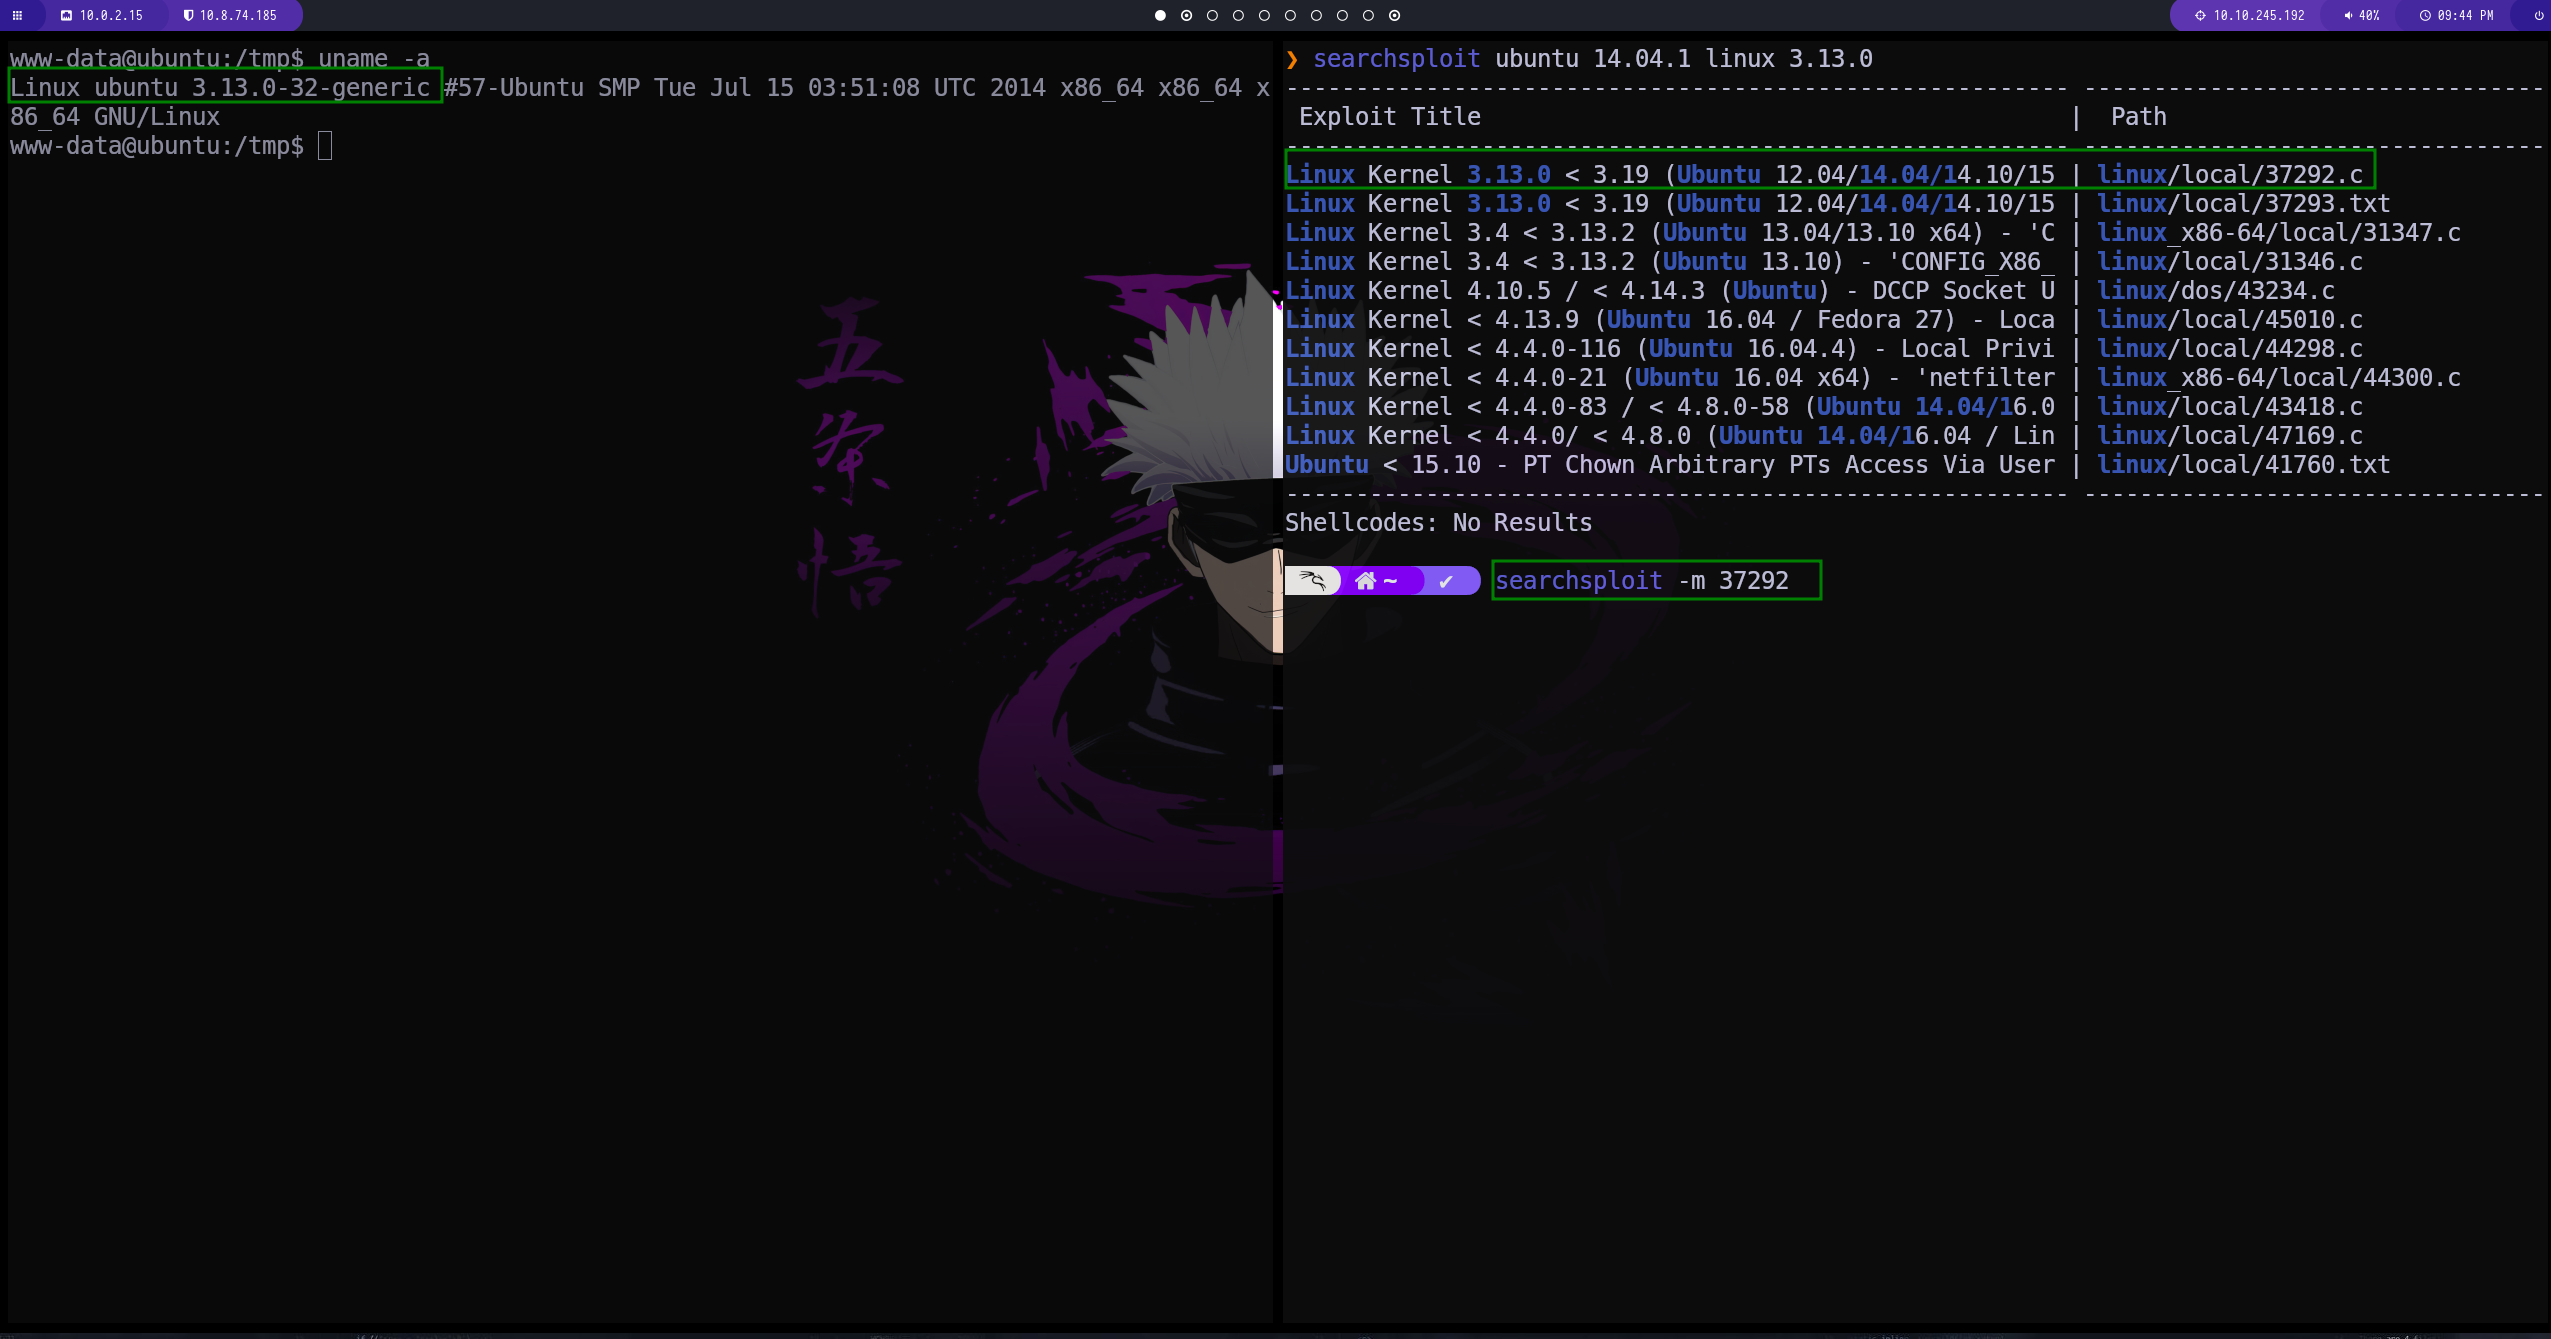 10.0.2.15 10.8.74.185 10.10.245.192 40% 09:44 PM
www-data@ubuntu:/tmp$ uname -a
Linux ubuntu 3.13.0-32-generic #57-Ubuntu SMP Tue Jul 15 03:51:08 UTC 2014 x86_64 x86_64 x
86_64 GNU/Linux
www-data@ubuntu:/tmp$
五
条
悟
❯ searchsploit ubuntu 14.04.1 linux 3.13.0
-------------------------------------------------------- ---------------------------------
Exploit Title | Path
-------------------------------------------------------- ---------------------------------
Linux Kernel 3.13.0 < 3.19 (Ubuntu 12.04/14.04/14.10/15 | linux/local/37292.c
Linux Kernel 3.13.0 < 3.19 (Ubuntu 12.04/14.04/14.10/15 | linux/local/37293.txt
Linux Kernel 3.4 < 3.13.2 (Ubuntu 13.04/13.10 x64) - 'C | linux_x86-64/local/31347.c
Linux Kernel 3.4 < 3.13.2 (Ubuntu 13.10) - 'CONFIG_X86_ | linux/local/31346.c
Linux Kernel 4.10.5 / < 4.14.3 (Ubuntu) - DCCP Socket U | linux/dos/43234.c
Linux Kernel < 4.13.9 (Ubuntu 16.04 / Fedora 27) - Loca | linux/local/45010.c
Linux Kernel < 4.4.0-116 (Ubuntu 16.04.4) - Local Privi | linux/local/44298.c
Linux Kernel < 4.4.0-21 (Ubuntu 16.04 x64) - 'netfilter | linux_x86-64/local/44300.c
Linux Kernel < 4.4.0-83 / < 4.8.0-58 (Ubuntu 14.04/16.0 | linux/local/43418.c
Linux Kernel < 4.4.0/ < 4.8.0 (Ubuntu 14.04/16.04 / Lin | linux/local/47169.c
Ubuntu < 15.10 - PT Chown Arbitrary PTs Access Via User | linux/local/41760.txt
-------------------------------------------------------- ---------------------------------
Shellcodes: No Results
~ ✔ searchsploit -m 37292